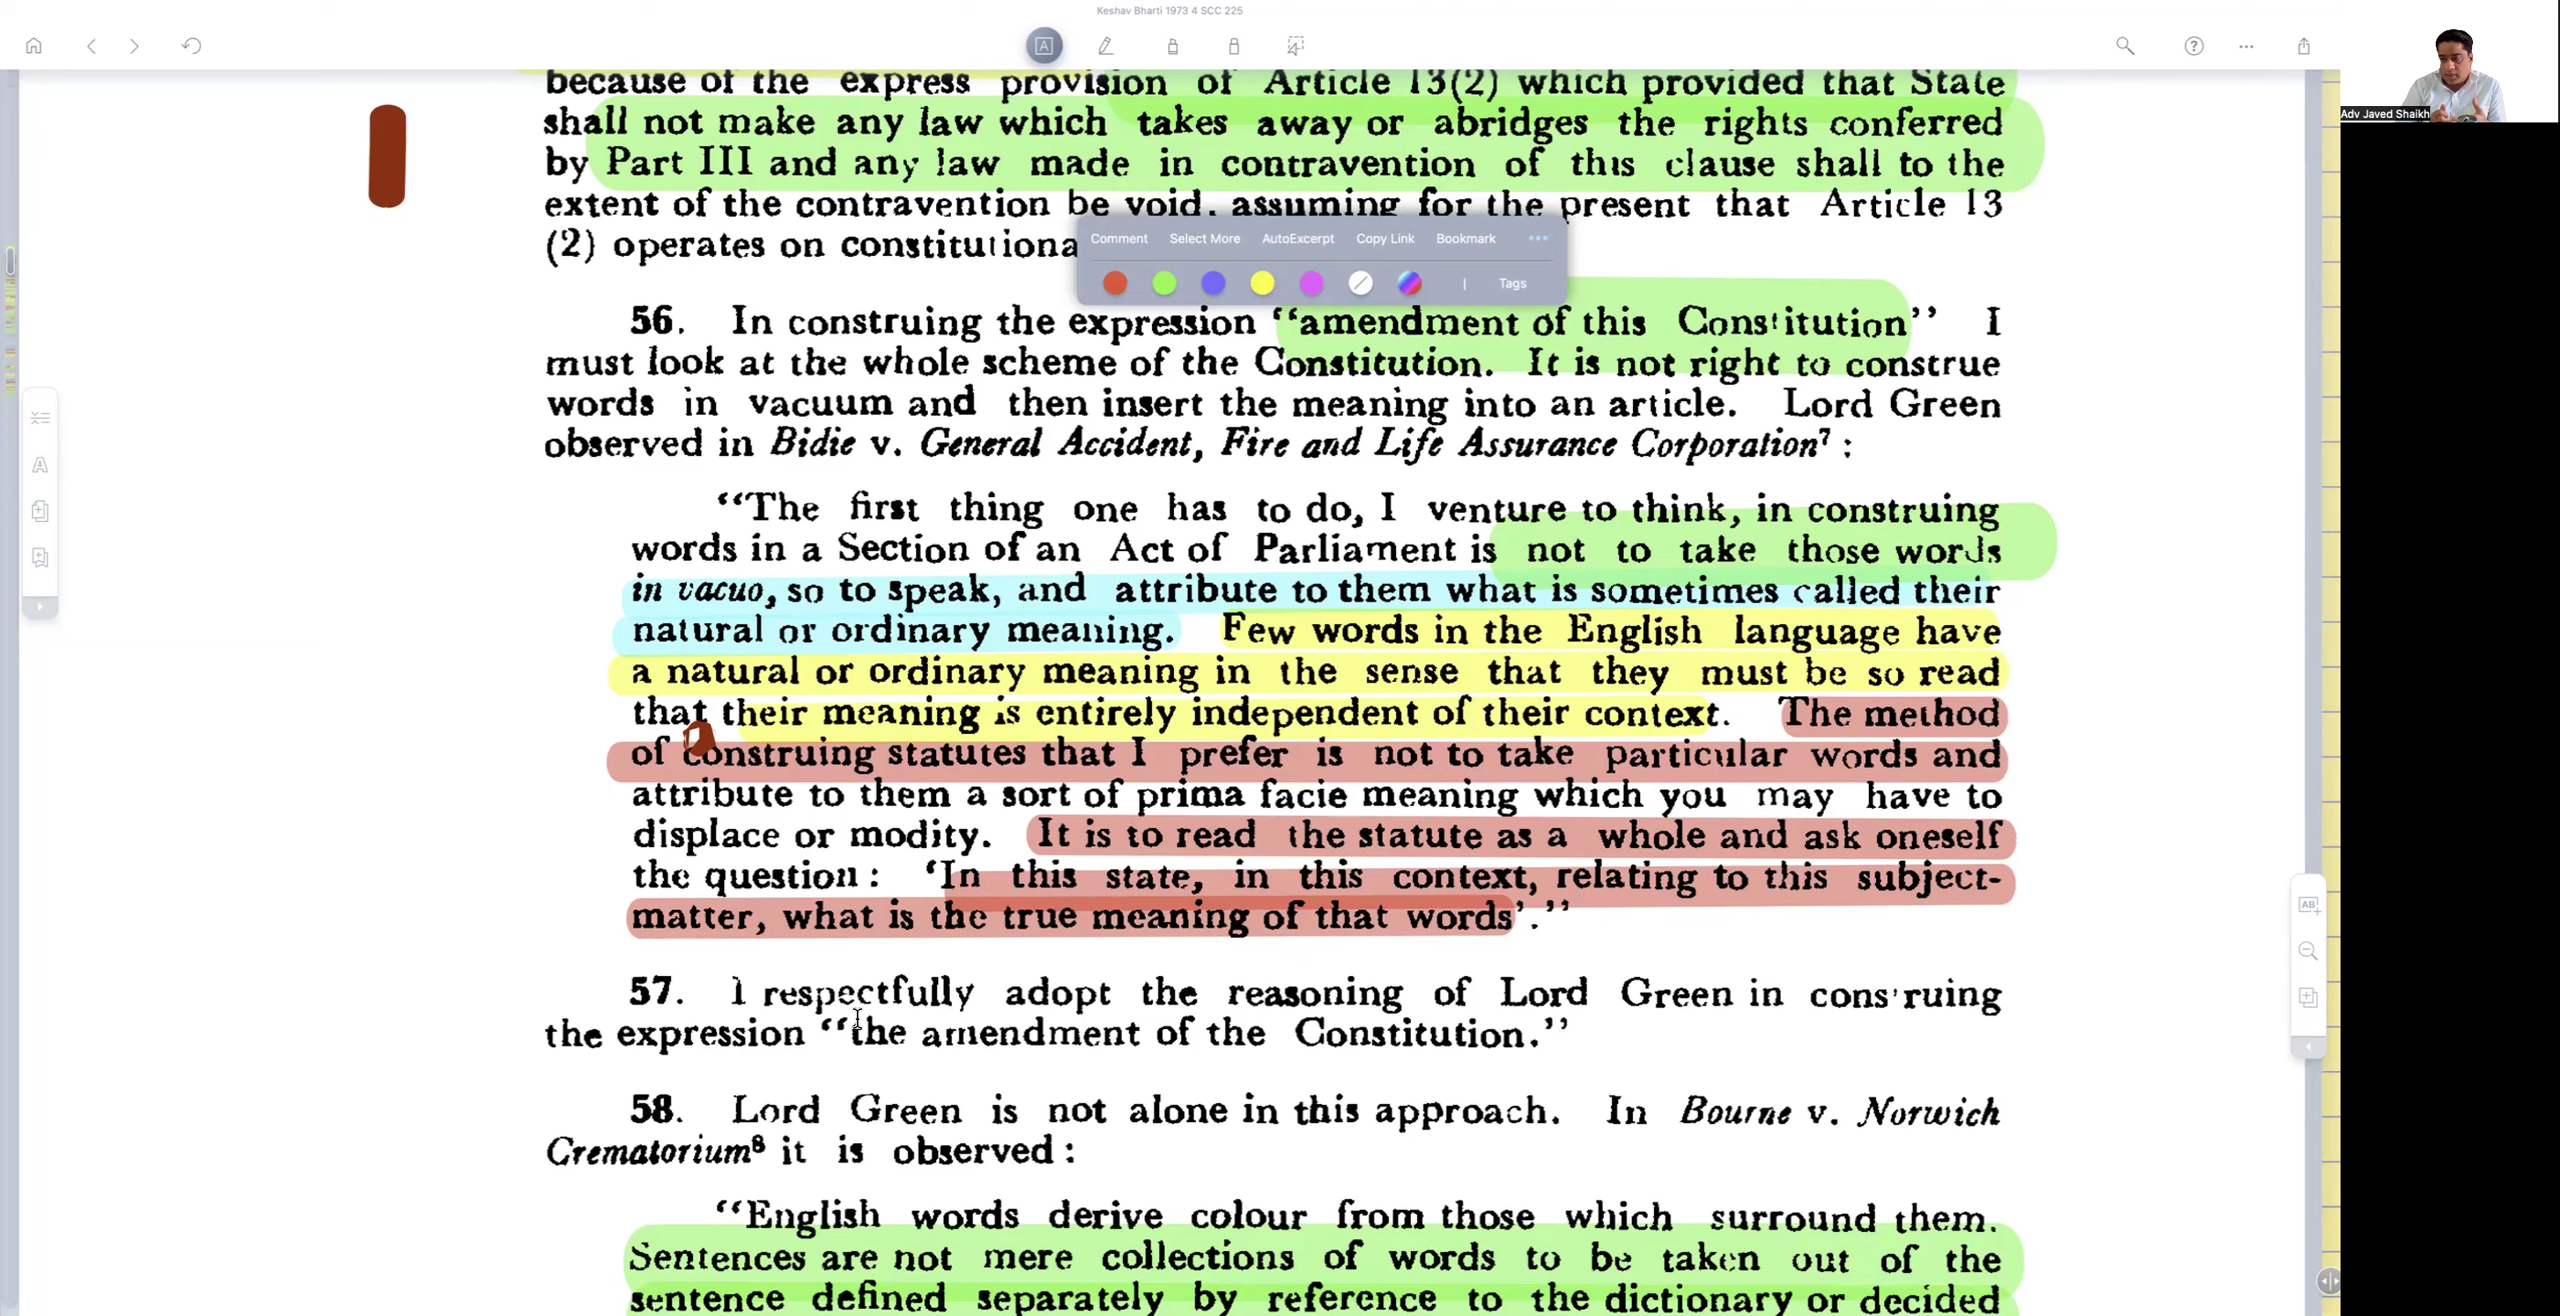 Keshav Bharti 1973 4 SCC 225
Adv Javed Shaikh
because of the express provision of Article 13(2) which provided that State
shall not make any law which takes away or abridges the rights conferred
by Part III and any law made in contravention of this clause shall to the
extent of the contravention be void, assuming for the present that Article 13
(2) operates on constitutiona
Comment Select More AutoExcerpt Copy Link Bookmark
Tags
56. In construing the expression “amendment of this Constitution” I
must look at the whole scheme of the Constitution. It is not right to construe
words in vacuum and then insert the meaning into an article. Lord Green
observed in Bidie v. General Accident, Fire and Life Assurance Corporation⁷ :
“The first thing one has to do, I venture to think, in construing
words in a Section of an Act of Parliament is not to take those words
in vacuo, so to speak, and attribute to them what is sometimes called their
natural or ordinary meaning. Few words in the English language have
a natural or ordinary meaning in the sense that they must be so read
that their meaning is entirely independent of their context. The method
of construing statutes that I prefer is not to take particular words and
attribute to them a sort of prima facie meaning which you may have to
displace or modity. It is to read the statute as a whole and ask oneself
the question : ‘In this state, in this context, relating to this subject-
matter, what is the true meaning of that words’.”
57. I respectfully adopt the reasoning of Lord Green in construing
the expression “the amendment of the Constitution.”
58. Lord Green is not alone in this approach. In Bourne v. Norwich
Crematorium⁸ it is observed :
“English words derive colour from those which surround them.
Sentences are not mere collections of words to be taken out of the
sentence defined separately by reference to the dictionary or decided